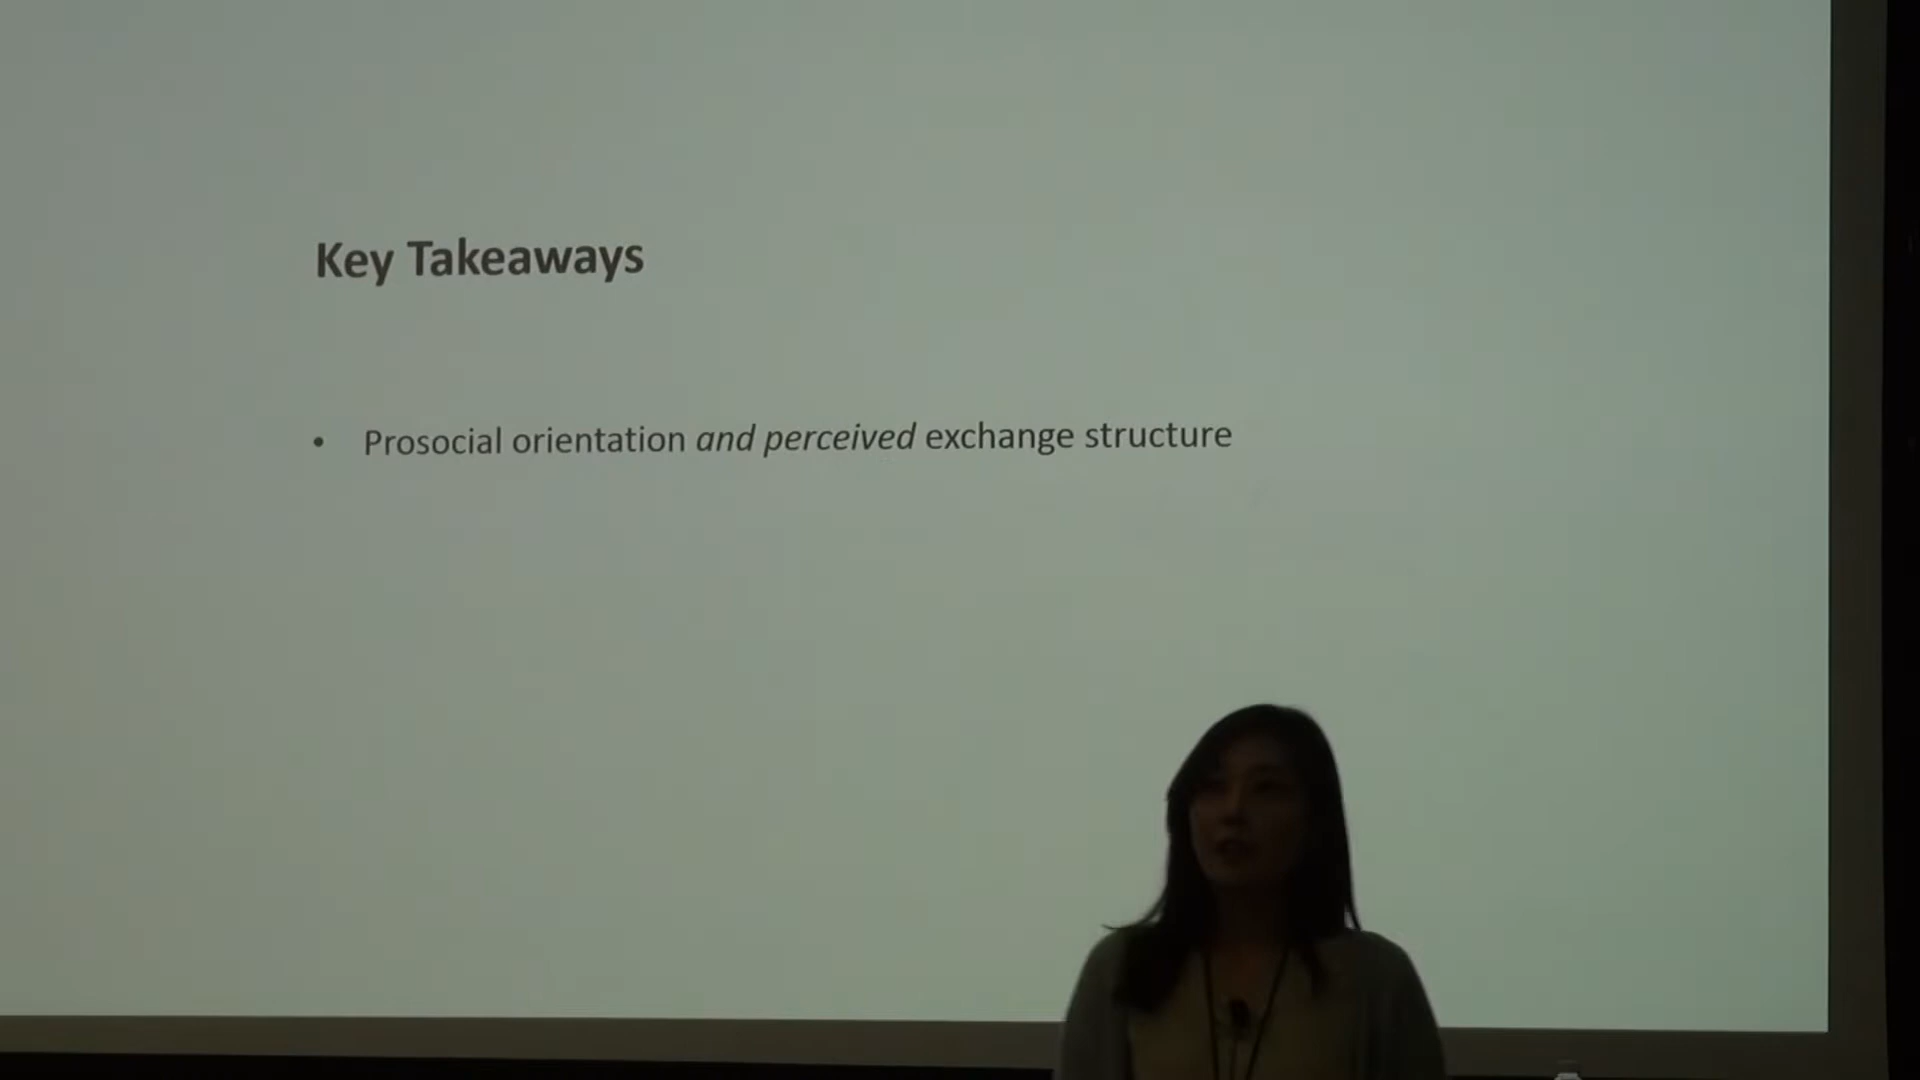 Key Takeaways
• Prosocial orientation and perceived exchange structure